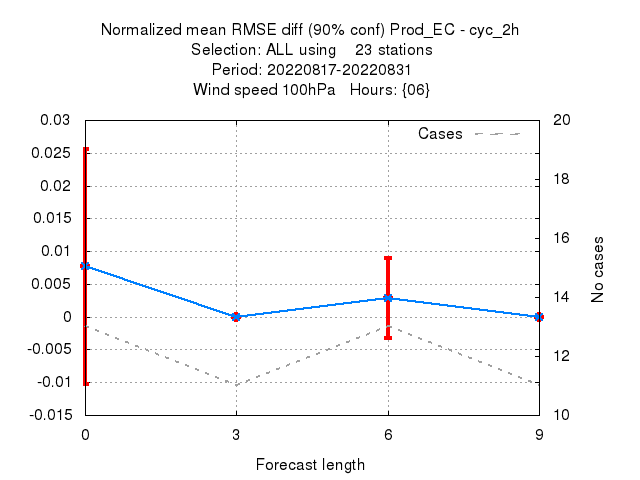 Normalized mean RMSE diff (90% conf) Prod_EC - cyc_2h
Selection: ALL using    23 stations
Period: 20220817-20220831
Wind speed 100hPa   Hours: {06}
Cases
0.03
0.025
0.02
0.015
0.01
0.005
0
-0.005
-0.01
-0.015
20
18
16
14
12
10
No cases
0
3
6
9
Forecast length